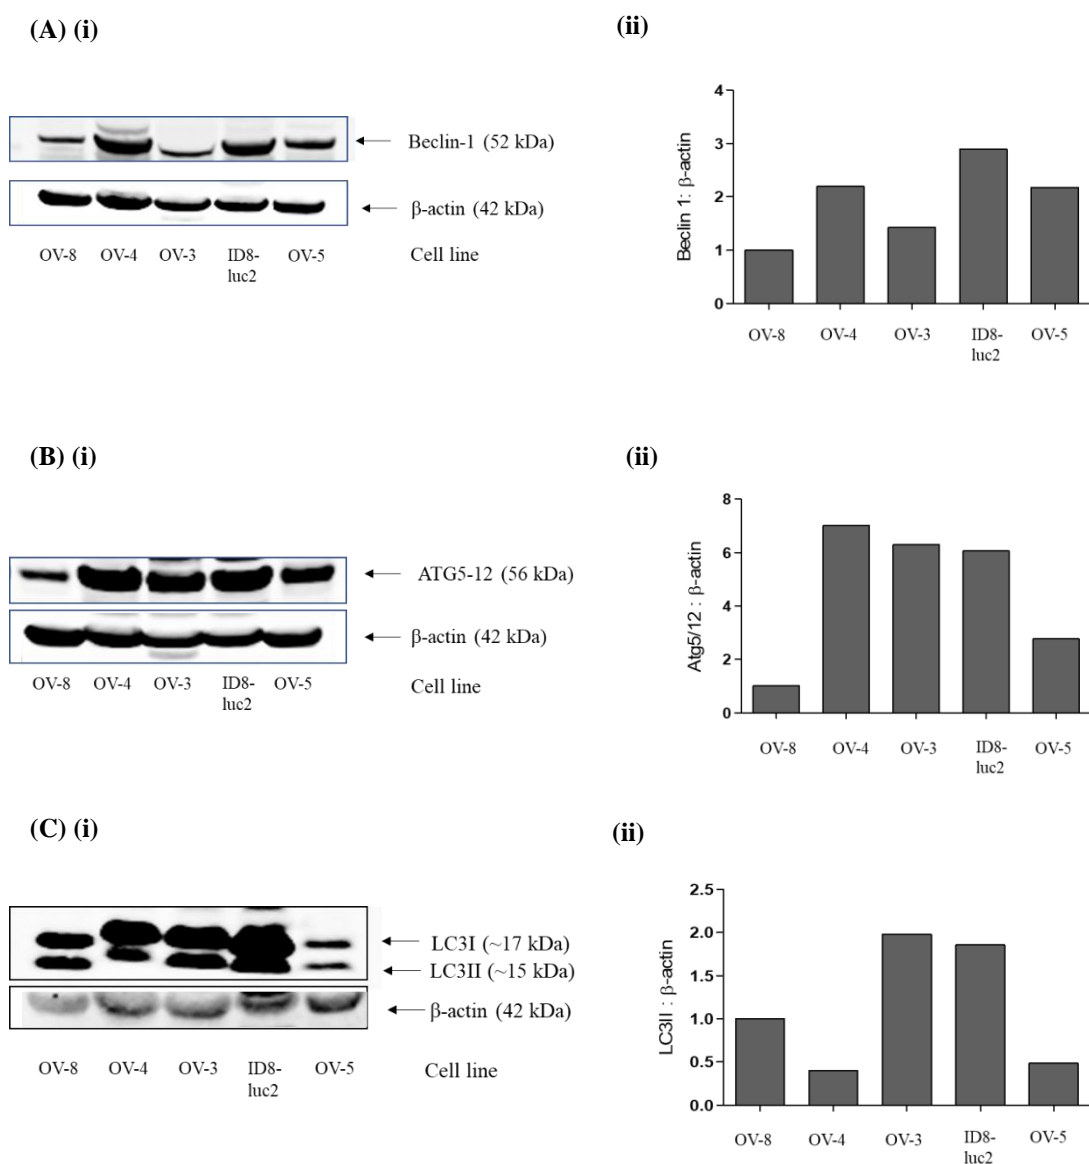 (A) (i)
(ii)
Beclin-1 (52 kDa)
β-actin (42 kDa)
OV-8 OV-4 OV-3 ID8- OV-5 Cell line
luc2
4
3
2
1
0
Beclin 1: β-actin
OV-8 OV-4 OV-3 ID8- OV-5
luc2
(B) (i)
(ii)
ATG5-12 (56 kDa)
β-actin (42 kDa)
OV-8 OV-4 OV-3 ID8- OV-5 Cell line
luc2
8
6
4
2
0
Atg5/12 : β-actin
OV-8 OV-4 OV-3 ID8- OV-5
luc2
(C) (i)
(ii)
LC3I (~17 kDa)
LC3II (~15 kDa)
β-actin (42 kDa)
OV-8 OV-4 OV-3 ID8- OV-5 Cell line
luc2
2.5
2.0
1.5
1.0
0.5
0.0
LC3II : β-actin
OV-8 OV-4 OV-3 ID8- OV-5
luc2